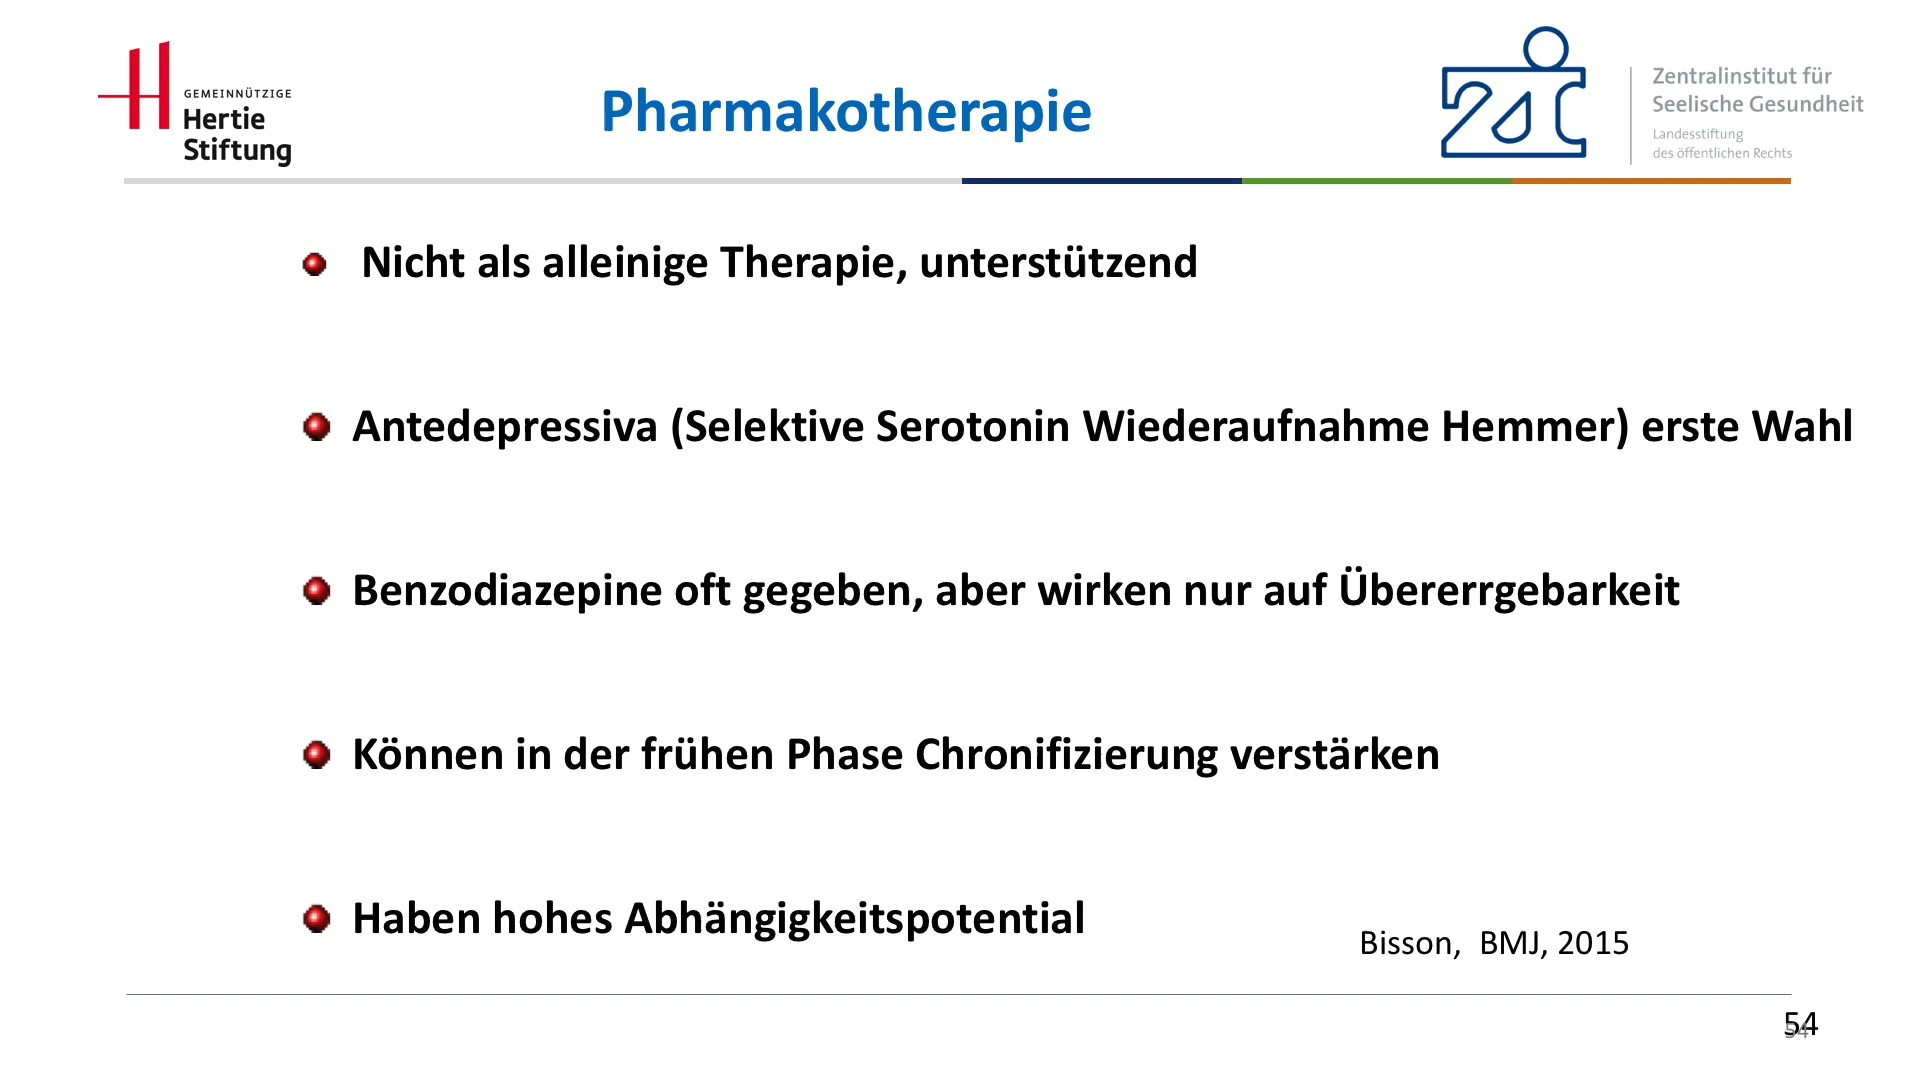 GEMEINNÜTZIGE
Hertie
Stiftung
Pharmakotherapie
Zentralinstitut für
Seelische Gesundheit
Landesstiftung
des öffentlichen Rechts
Nicht als alleinige Therapie, unterstützend
Antedepressiva (Selektive Serotonin Wiederaufnahme Hemmer) erste Wahl
Benzodiazepine oft gegeben, aber wirken nur auf Übererrgebarkeit
Können in der frühen Phase Chronifizierung verstärken
Haben hohes Abhängigkeitspotential
Bisson, BMJ, 2015
54
54